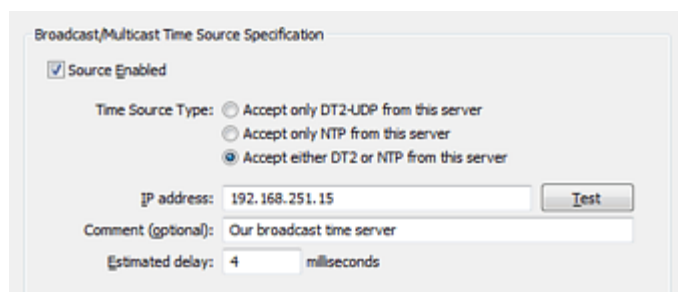 Broadcast/Multicast Time Source Specification
Source Enabled
Time Source Type: Accept only DT2-UDP from this server
Accept only NTP from this server
Accept either DT2 or NTP from this server
IP address: 192.168.251.15 Test
Comment (optional): Our broadcast time server
Estimated delay: 4 milliseconds